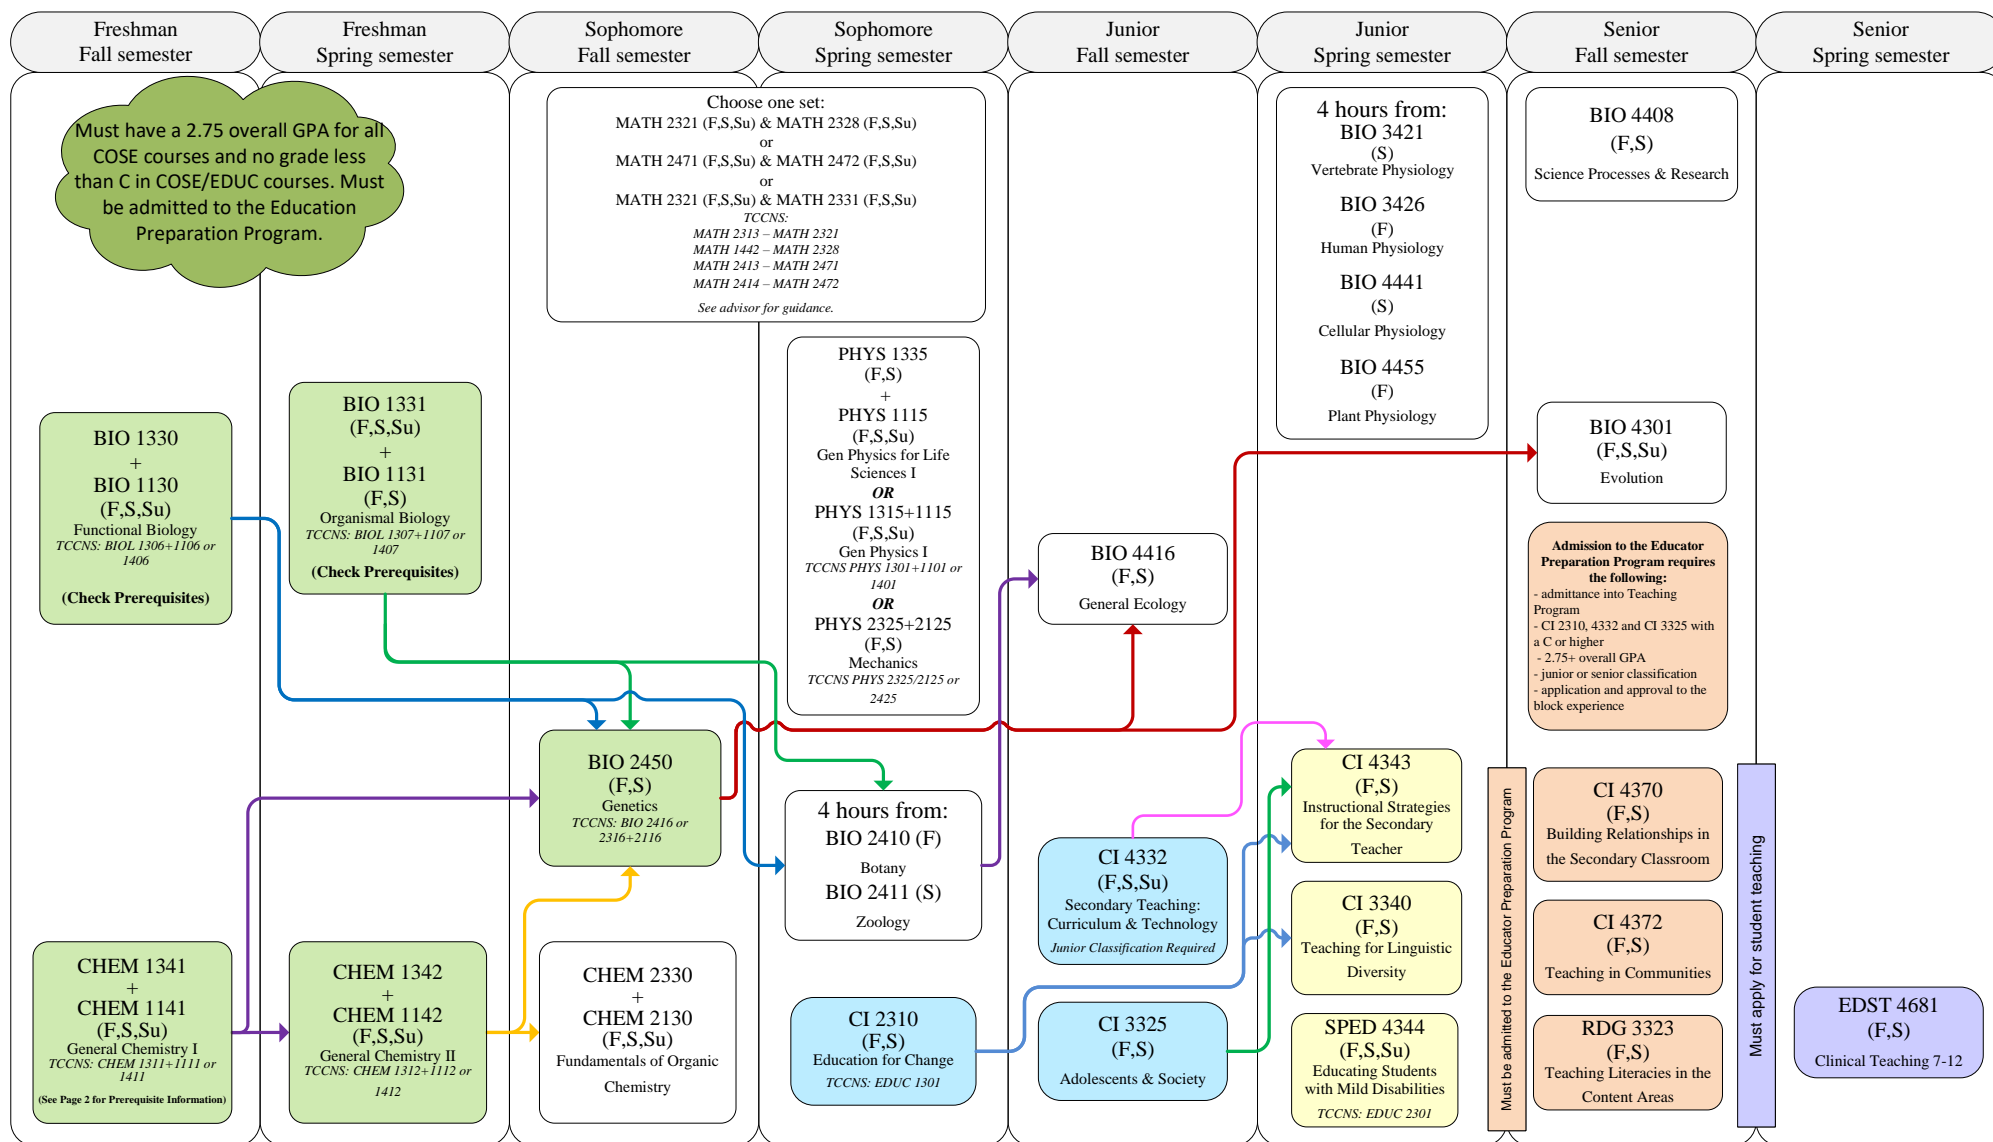 Freshman
Fall semester
Freshman
Spring semester
Sophomore
Fall semester
Sophomore
Spring semester
Junior
Fall semester
Junior
Spring semester
Senior
Fall semester
Senior
Spring semester
Must have a 2.75 overall GPA for all
COSE courses and no grade less
than C in COSE/EDUC courses. Must
be admitted to the Education
Preparation Program.
BIO 1330
+
BIO 1130
(F,S,Su)
Functional Biology
TCCNS: BIOL 1306+1106 or
1406
(Check Prerequisites)
CHEM 1341
+
CHEM 1141
(F,S,Su)
General Chemistry I
TCCNS: CHEM 1311+1111 or
1411
(See Page 2 for Prerequisite Information)
BIO 1331
(F,S,Su)
+
BIO 1131
(F,S)
Organismal Biology
TCCNS: BIOL 1307+1107 or
1407
(Check Prerequisites)
CHEM 1342
+
CHEM 1142
(F,S,Su)
General Chemistry II
TCCNS: CHEM 1312+1112 or
1412
Choose one set:
MATH 2321 (F,S,Su) & MATH 2328 (F,S,Su)
or
MATH 2471 (F,S,Su) & MATH 2472 (F,S,Su)
or
MATH 2321 (F,S,Su) & MATH 2331 (F,S,Su)
TCCNS:
MATH 2313 – MATH 2321
MATH 1442 – MATH 2328
MATH 2413 – MATH 2471
MATH 2414 – MATH 2472
See advisor for guidance.
BIO 2450
(F,S)
Genetics
TCCNS: BIO 2416 or
2316+2116
CHEM 2330
+
CHEM 2130
(F,S,Su)
Fundamentals of Organic
Chemistry
PHYS 1335
(F,S)
+
PHYS 1115
(F,S,Su)
Gen Physics for Life
Sciences I
OR
PHYS 1315+1115
(F,S,Su)
Gen Physics I
TCCNS PHYS 1301+1101 or
1401
OR
PHYS 2325+2125
(F,S)
Mechanics
TCCNS PHYS 2325/2125 or
2425
4 hours from:
BIO 2410 (F)
Botany
BIO 2411 (S)
Zoology
CI 2310
(F,S)
Education for Change
TCCNS: EDUC 1301
BIO 4416
(F,S)
General Ecology
CI 4332
(F,S,Su)
Secondary Teaching:
Curriculum & Technology
Junior Classification Required
CI 3325
(F,S)
Adolescents & Society
4 hours from:
BIO 3421
(S)
Vertebrate Physiology
BIO 3426
(F)
Human Physiology
BIO 4441
(S)
Cellular Physiology
BIO 4455
(F)
Plant Physiology
CI 4343
(F,S)
Instructional Strategies
for the Secondary
Teacher
CI 3340
(F,S)
Teaching for Linguistic
Diversity
SPED 4344
(F,S,Su)
Educating Students
with Mild Disabilities
TCCNS: EDUC 2301
Must be admitted to the Educator Preparation Program
BIO 4408
(F,S)
Science Processes & Research
BIO 4301
(F,S,Su)
Evolution
Admission to the Educator
Preparation Program requires
the following:
- admittance into Teaching
Program
- CI 2310, 4332 and CI 3325 with
a C or higher
- 2.75+ overall GPA
- junior or senior classification
- application and approval to the
block experience
CI 4370
(F,S)
Building Relationships in
the Secondary Classroom
CI 4372
(F,S)
Teaching in Communities
RDG 3323
(F,S)
Teaching Literacies in the
Content Areas
Must apply for student teaching
EDST 4681
(F,S)
Clinical Teaching 7-12